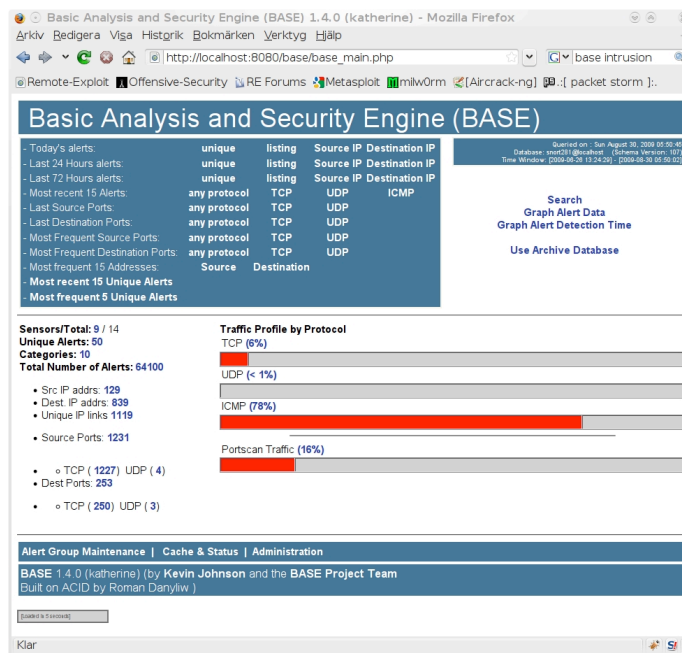 Basic Analysis and Security Engine (BASE) 1.4.0 (katherine) - Mozilla Firefox
Arkiv Redigera Visa Historik Bokmärken Verktyg Hjälp
http://localhost:8080/base/base_main.php base intrusion
Remote-Exploit Offensive-Security RE Forums Metasploit milw0rm [Aircrack-ng] .:[ packet storm ]:.
Basic Analysis and Security Engine (BASE)
- Today's alerts: unique listing Source IP Destination IP
- Last 24 Hours alerts: unique listing Source IP Destination IP
- Last 72 Hours alerts: unique listing Source IP Destination IP
- Most recent 15 Alerts: any protocol TCP UDP ICMP
- Last Source Ports: any protocol TCP UDP
- Last Destination Ports: any protocol TCP UDP
- Most Frequent Source Ports: any protocol TCP UDP
- Most Frequent Destination Ports: any protocol TCP UDP
- Most frequent 15 Addresses: Source Destination
- Most recent 15 Unique Alerts
- Most frequent 5 Unique Alerts
Queried on : Sun August 30, 2009 05:50:46
Database: snort281@localhost (Schema Version: 107)
Time Window: [2009-06-26 13:24:29] - [2009-08-30 05:50:02]
Search
Graph Alert Data
Graph Alert Detection Time
Use Archive Database
Sensors/Total: 9 / 14
Unique Alerts: 50
Categories: 10
Total Number of Alerts: 64100
• Src IP addrs: 129
• Dest. IP addrs: 839
• Unique IP links 1119
• Source Ports: 1231
• ○ TCP ( 1227) UDP ( 4)
• Dest Ports: 253
• ○ TCP ( 250) UDP ( 3)
Traffic Profile by Protocol
TCP (6%)
UDP (< 1%)
ICMP (78%)
Portscan Traffic (16%)
Alert Group Maintenance | Cache & Status | Administration
BASE 1.4.0 (katherine) (by Kevin Johnson and the BASE Project Team
Built on ACID by Roman Danyliw )
[Loaded in 5 seconds]
Klar